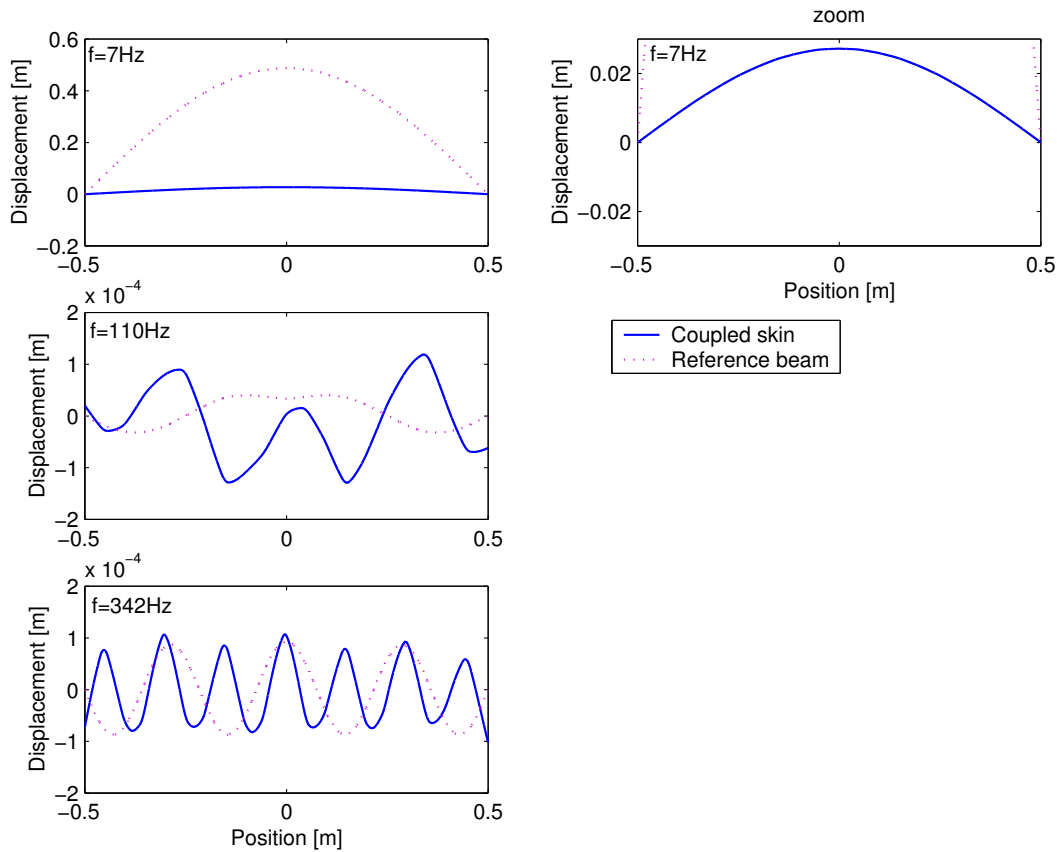 f=7Hz
0.6
0.4
0.2
0
−0.2
−0.5
0
0.5
Displacement [m]
zoom
f=7Hz
0.02
0
−0.02
−0.5
0
0.5
Displacement [m]
Position [m]
Coupled skin
Reference beam
x 10−4
f=110Hz
2
1
0
−1
−2
−0.5
0
0.5
Displacement [m]
x 10−4
f=342Hz
2
1
0
−1
−2
−0.5
0
0.5
Displacement [m]
Position [m]